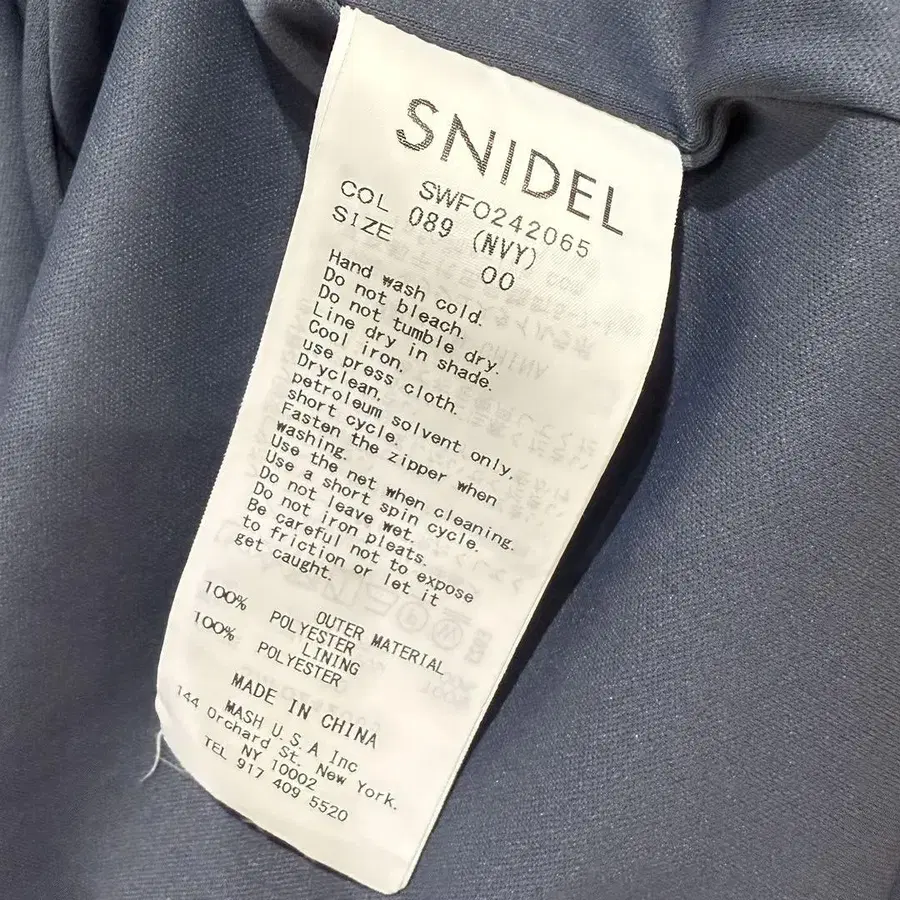 SNIDEL
SWFO242065
COL 089 (NVY)
SIZE 00
Hand wash cold.
Do not bleach.
Do not tumble dry.
Line dry in shade.
Cool iron.
use press cloth.
Dryclean.
petroleum solvent only,
short cycle.
Fasten the zipper when
washing.
Use the net when cleaning.
Use a short spin cycle.
Do not leave wet.
Do not iron pleats.
Be careful not to expose
to friction or let it
get caught.
OUTER MATERIAL
100% POLYESTER
LINING
100% POLYESTER
MADE IN CHINA
MASH U.S.A Inc
144 Orchard St. New York.
NY 10002
TEL 917 409 5520